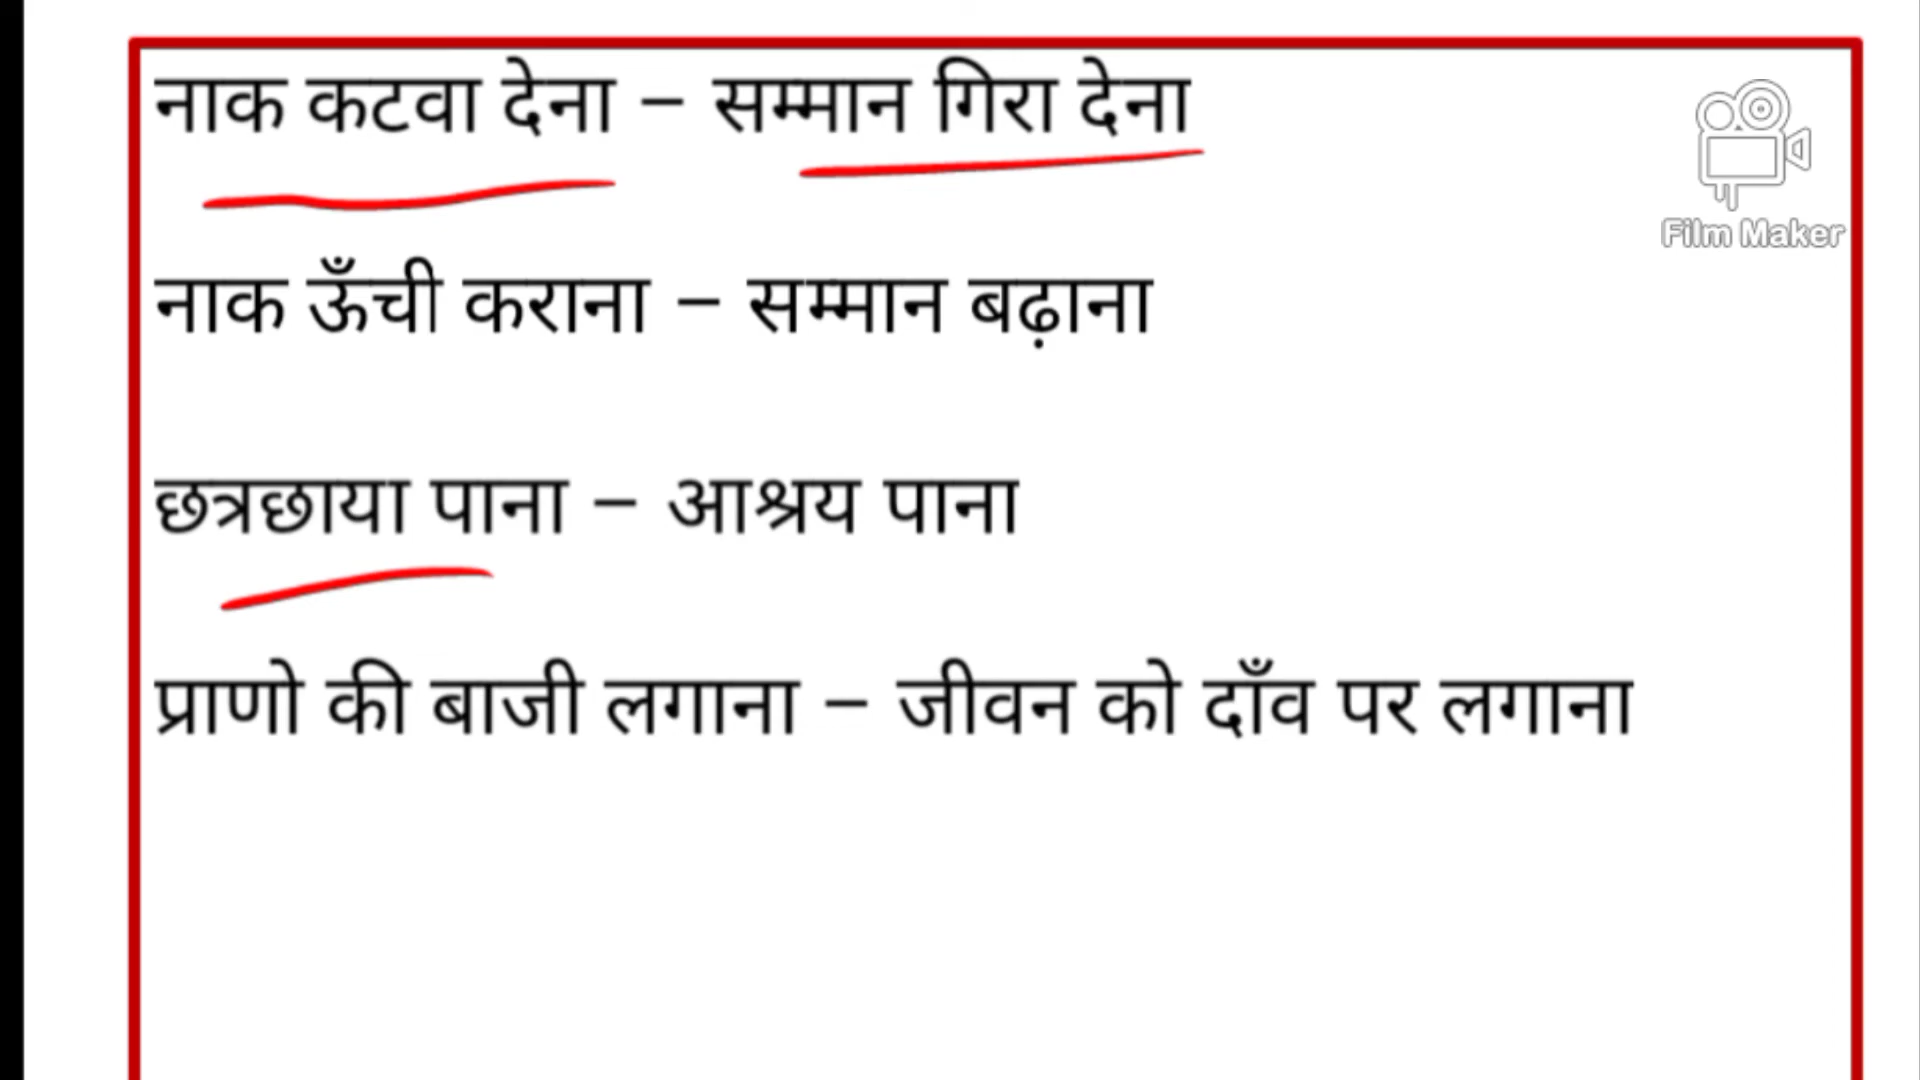 नाक कटवा देना – सम्मान गिरा देना
Film Maker
नाक ऊँची कराना – सम्मान बढ़ाना
छत्रछाया पाना – आश्रय पाना
प्राणो की बाजी लगाना – जीवन को दाँव पर लगाना